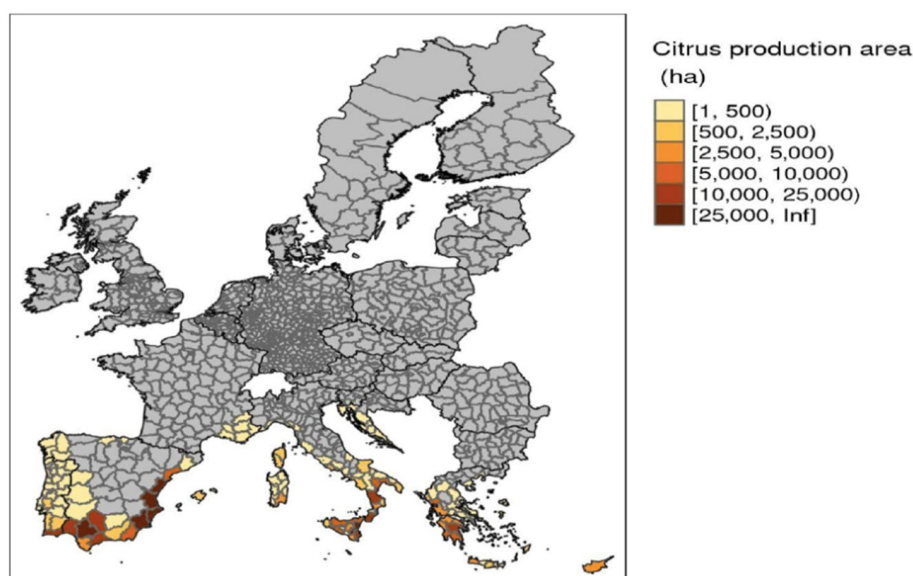 Citrus production area
(ha)
[1, 500)
[500, 2,500)
[2,500, 5,000)
[5,000, 10,000)
[10,000, 25,000)
[25,000, Inf]